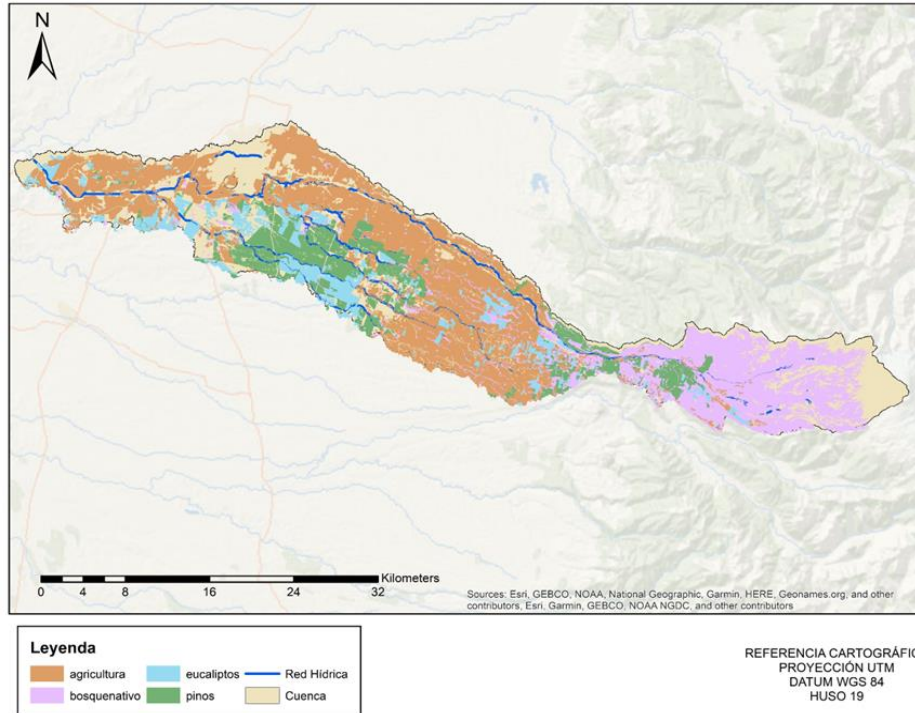 N
0 4 8 16 24 32 Kilometers
Sources: Esri, GEBCO, NOAA, National Geographic, Garmin, HERE, Geonames.org, and other
contributors, Esri, Garmin, GEBCO, NOAA NGDC, and other contributors
Leyenda
agricultura eucaliptos Red Hídrica
bosquenativo pinos Cuenca
REFERENCIA CARTOGRÁFIC
PROYECCIÓN UTM
DATUM WGS 84
HUSO 19